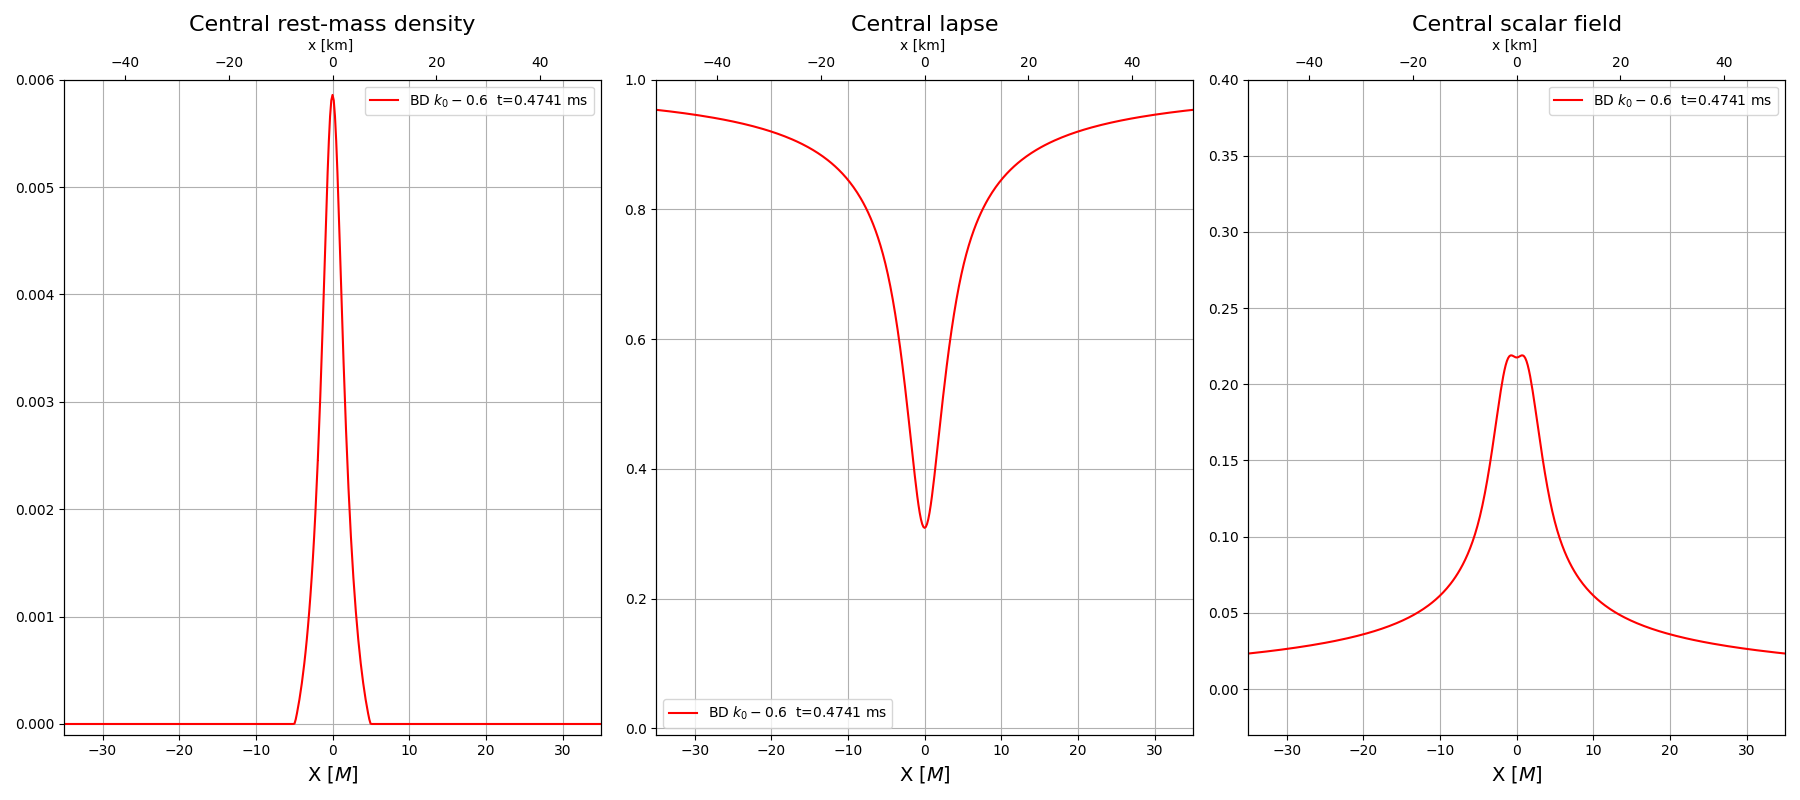 Central rest-mass density
x [km]
−40 −20 0 20 40
0.006
0.005
0.004
0.003
0.002
0.001
0.000
BD k₀ − 0.6 t=0.4741 ms
−30 −20 −10 0 10 20 30
X [M]
Central lapse
x [km]
−40 −20 0 20 40
1.0
0.8
0.6
0.4
0.2
0.0
BD k₀ − 0.6 t=0.4741 ms
−30 −20 −10 0 10 20 30
X [M]
Central scalar field
x [km]
−40 −20 0 20 40
0.40
0.35
0.30
0.25
0.20
0.15
0.10
0.05
0.00
BD k₀ − 0.6 t=0.4741 ms
−30 −20 −10 0 10 20 30
X [M]